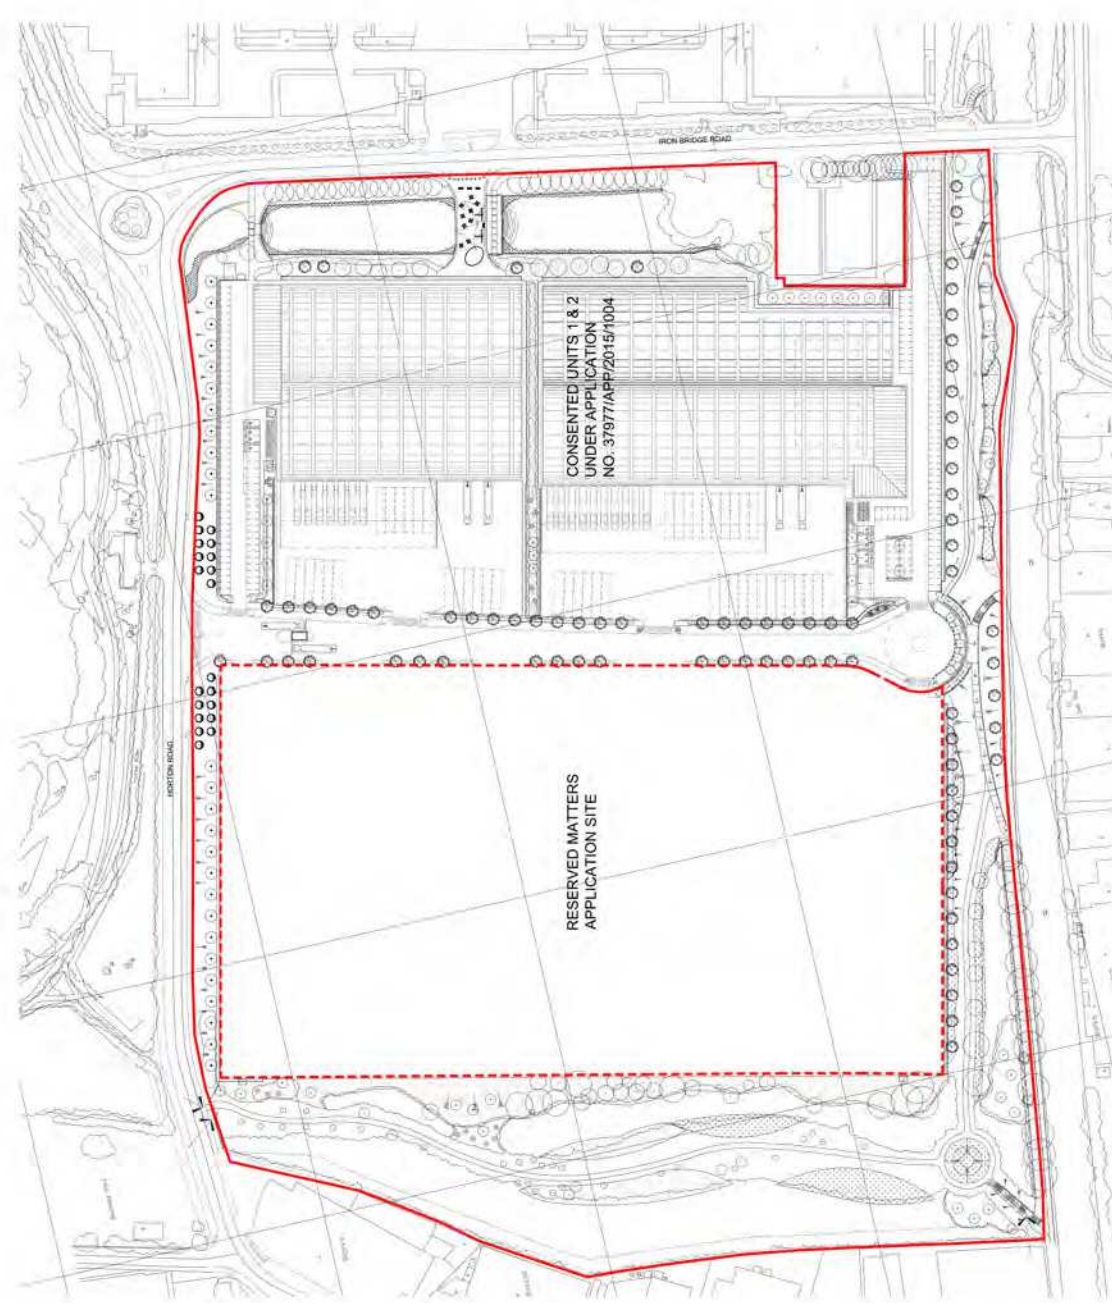 IRON BRIDGE ROAD
CONSENTED UNITS 1 & 2
UNDER APPLICATION
NO. 37977/APP/2015/1004
HORTON ROAD
RESERVED MATTERS
APPLICATION SITE